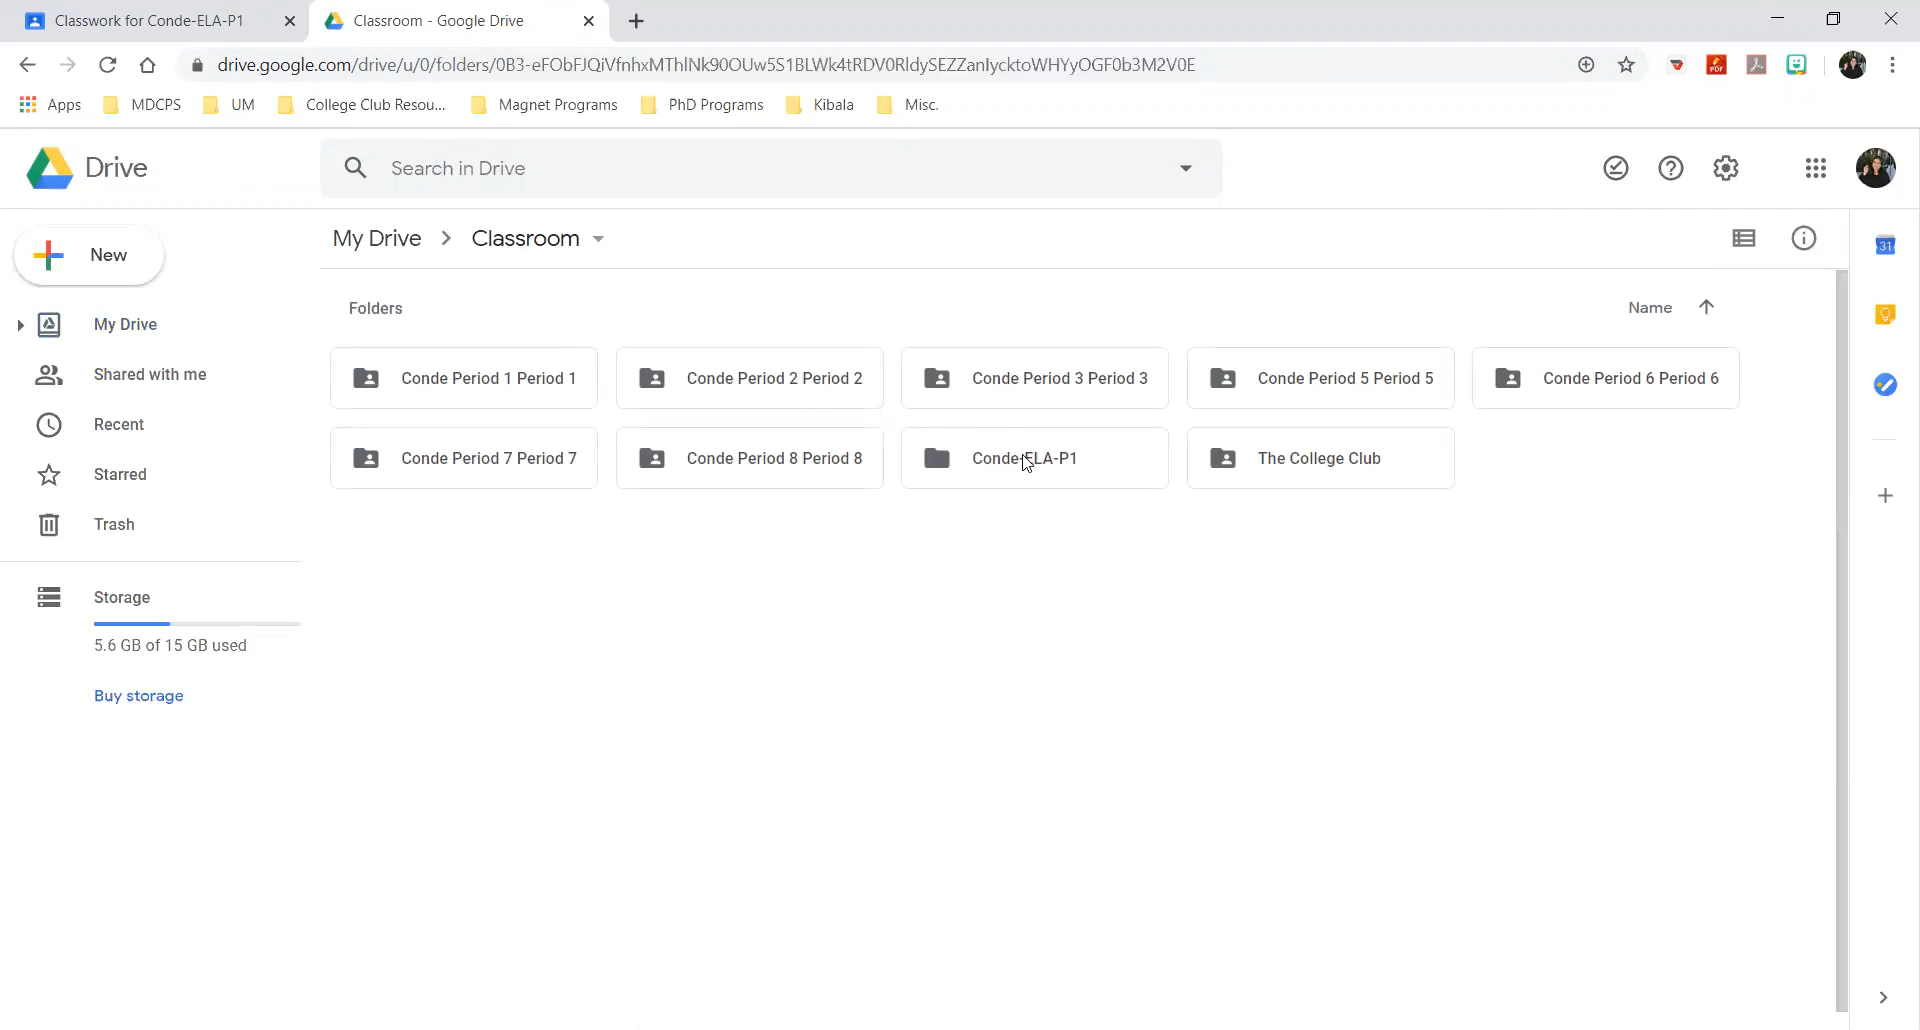 Classwork for Conde-ELA-P1
Classroom - Google Drive
drive.google.com/drive/u/0/folders/0B3-eFObFJQiVfnhxMThlNk90OUw5S1BLWk4tRDV0RldySEZZanlycktoWHYyOGF0b3M2V0E
Apps
MDCPS
UM
College Club Resou...
Magnet Programs
PhD Programs
Kibala
Misc.
Drive
Search in Drive
New
My Drive
Classroom
31
My Drive
Shared with me
Recent
Starred
Trash
Storage
5.6 GB of 15 GB used
Buy storage
Folders
Name
Conde Period 1 Period 1
Conde Period 2 Period 2
Conde Period 3 Period 3
Conde Period 5 Period 5
Conde Period 6 Period 6
Conde Period 7 Period 7
Conde Period 8 Period 8
Conde-ELA-P1
The College Club